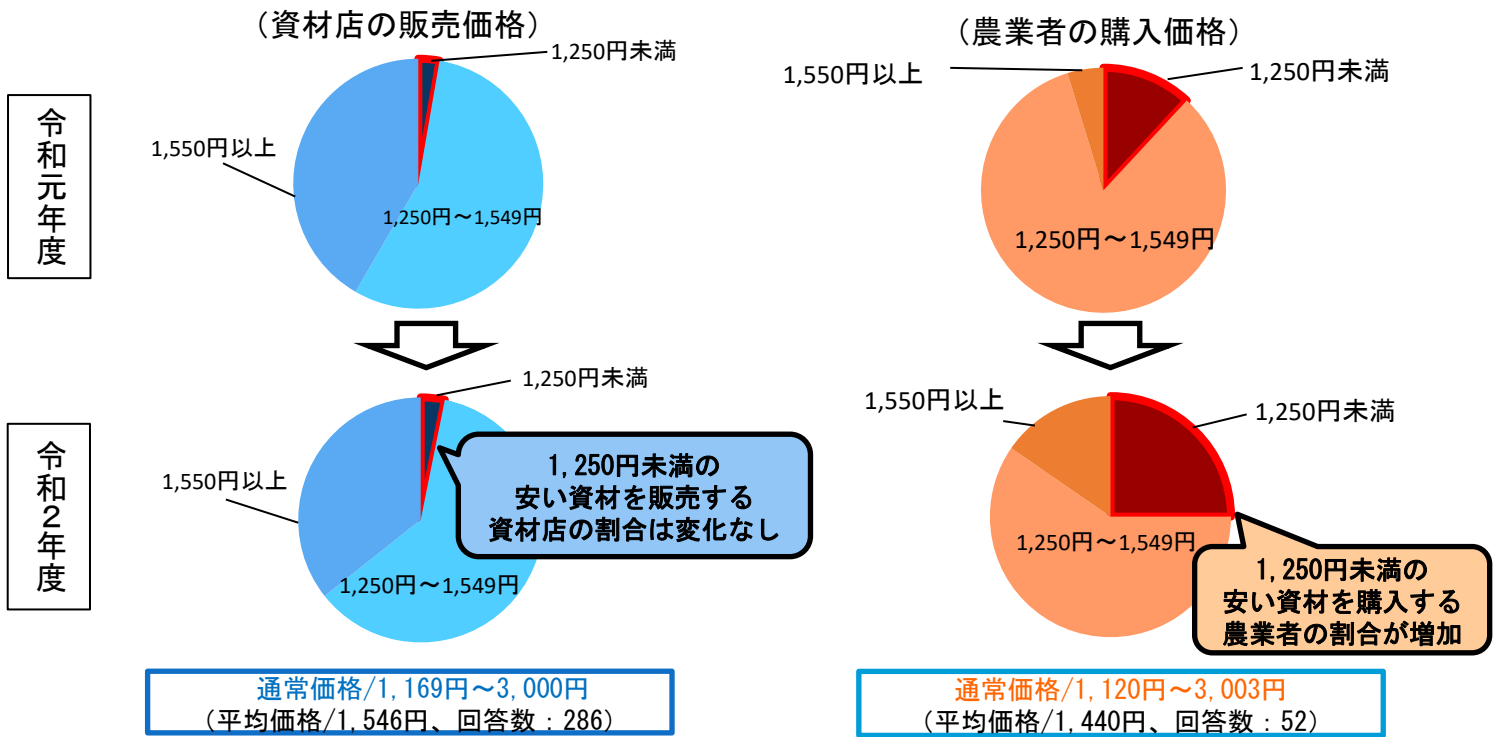 （資材店の販売価格）
1,250円未満
1,550円以上
1,250円～1,549円
（農業者の購入価格）
1,550円以上
1,250円未満
1,250円～1,549円
令和元年度
1,250円未満
1,550円以上
1,250円～1,549円
1,250円未満の
安い資材を販売する
資材店の割合は変化なし
1,550円以上
1,250円未満
1,250円～1,549円
1,250円未満の
安い資材を購入する
農業者の割合が増加
令和２年度
通常価格/1,169円～3,000円
（平均価格/1,546円、回答数：286）
通常価格/1,120円～3,003円
（平均価格/1,440円、回答数：52）